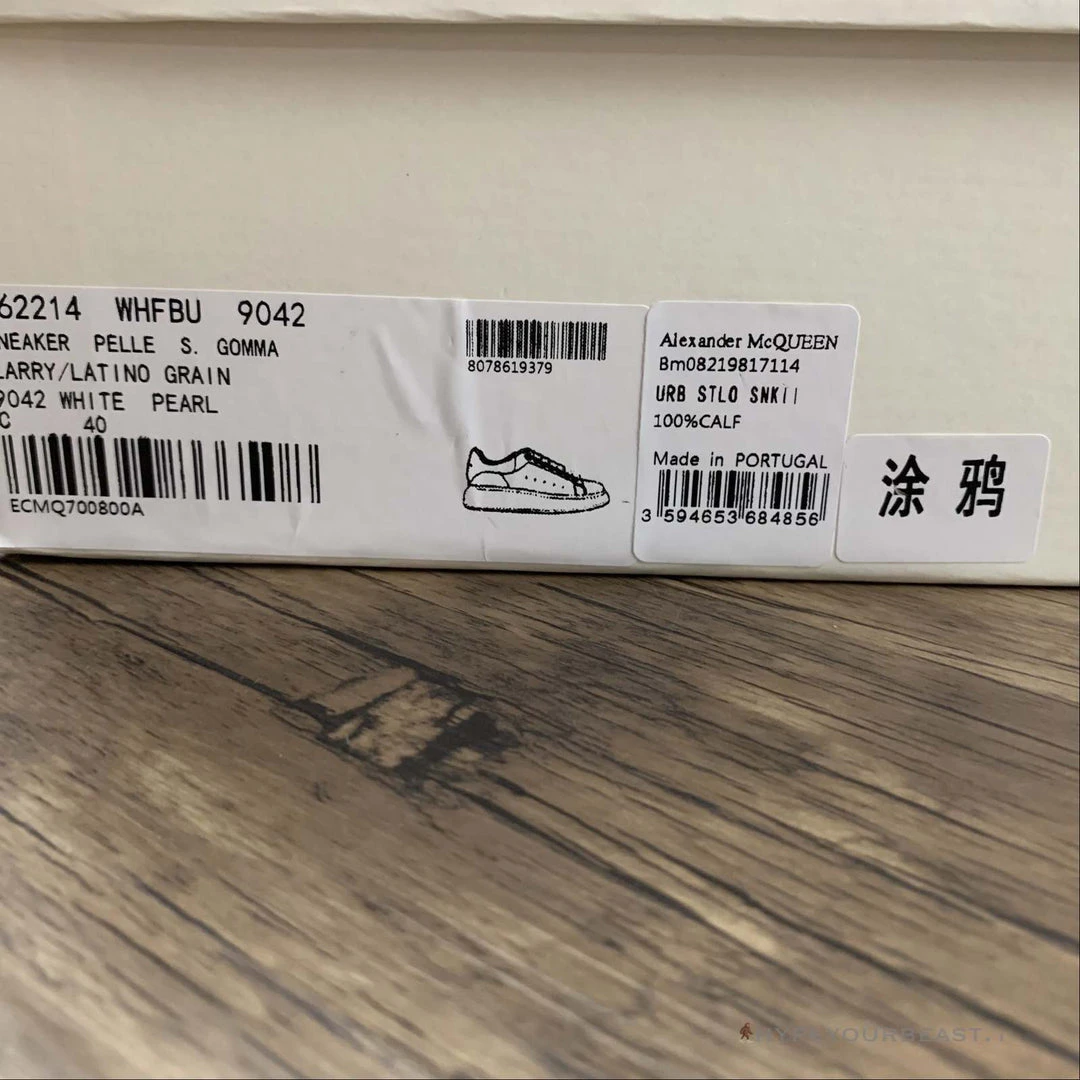 62214 WHFBU 9042
NEAKER PELLE S. GOMMA
LARRY/LATINO GRAIN
9042 WHITE PEARL
C 40
ECMQ700800A
8078619379
Alexander McQUEEN
Bm08219817114
URB STLO SNKII
100%CALF
Made in PORTUGAL
3 594653 684856
涂鸦
HYPEYOURBEAST.